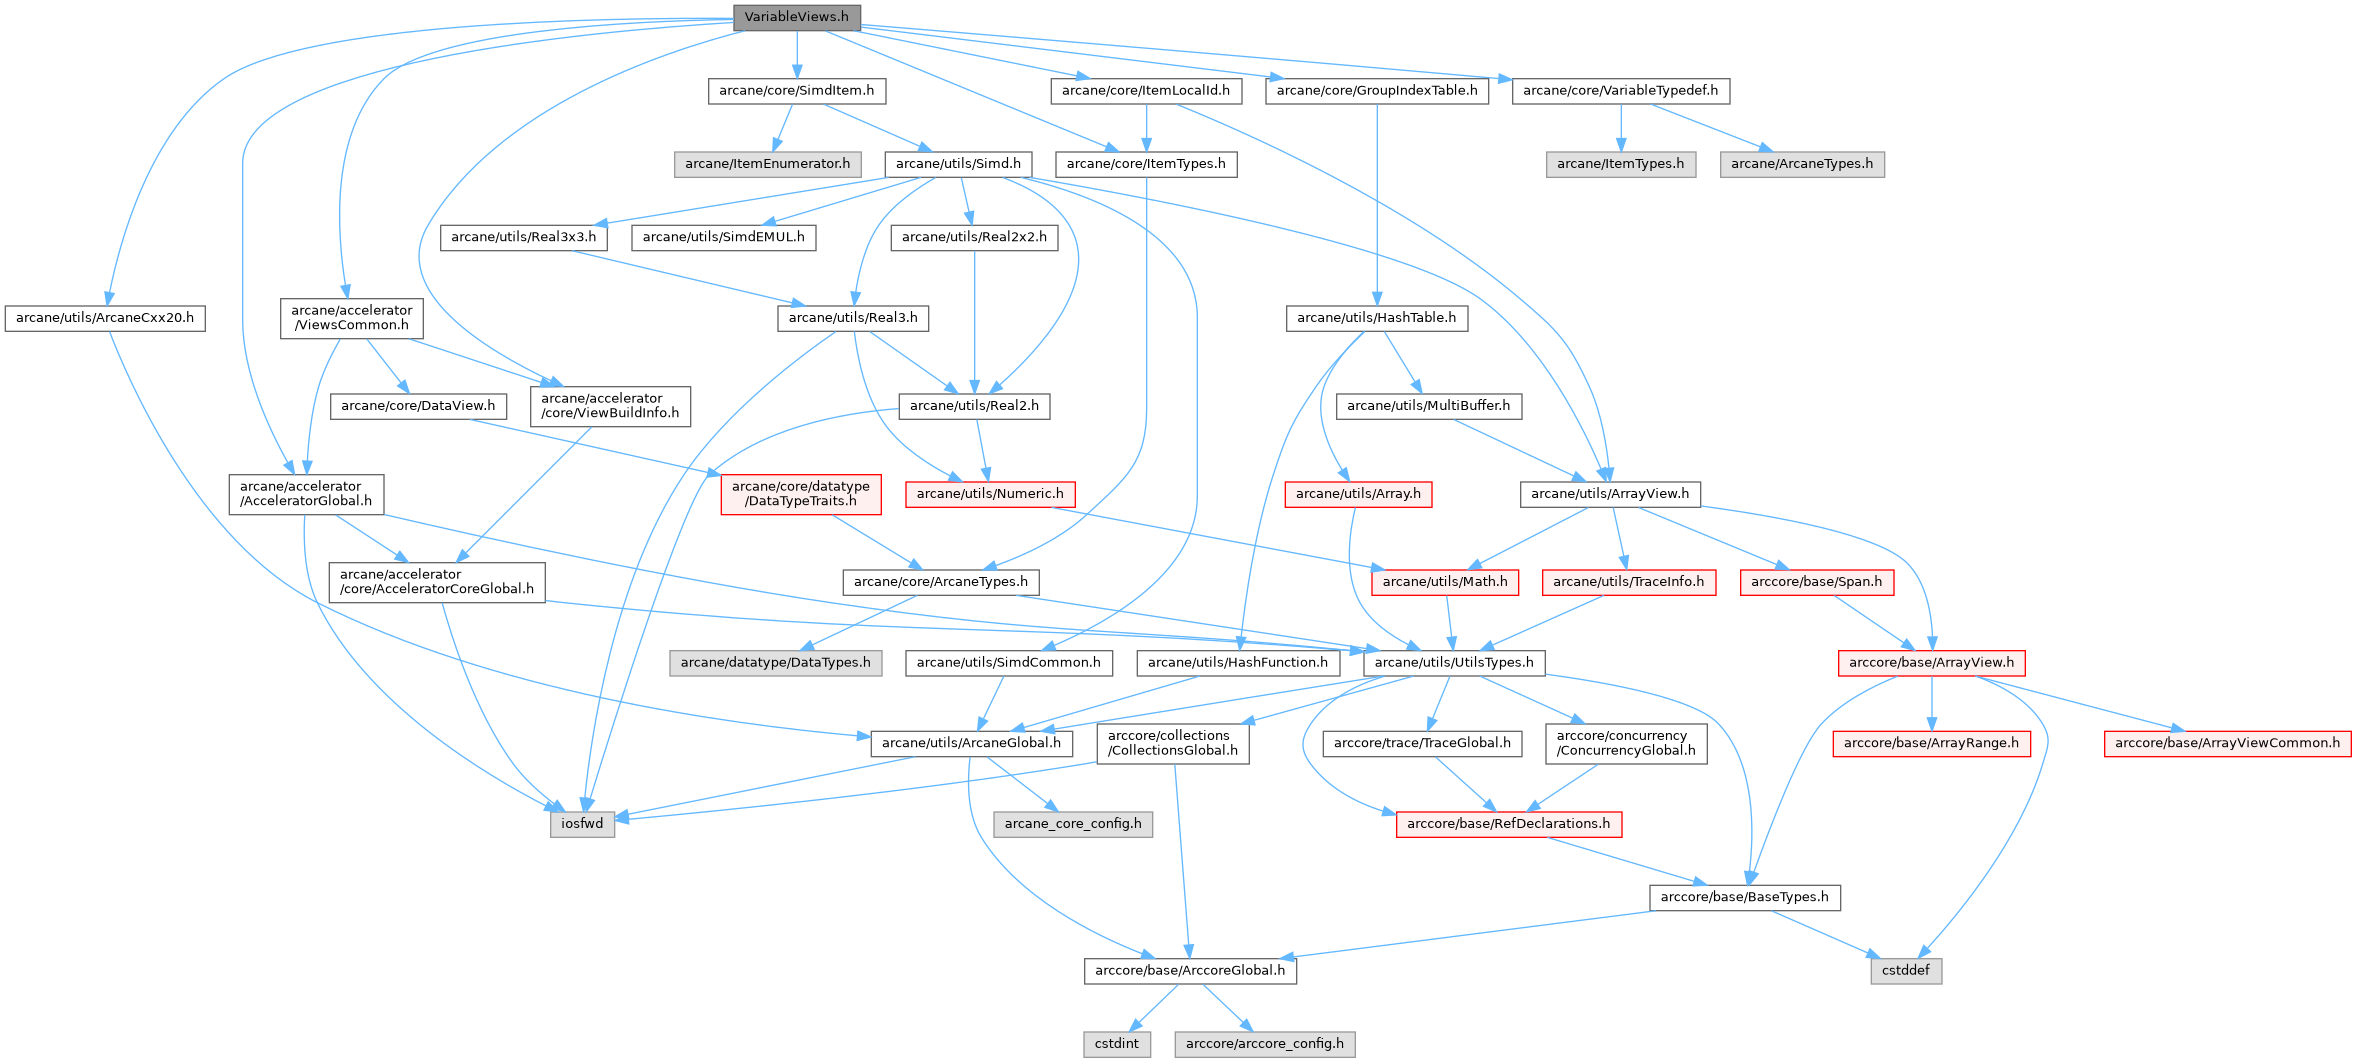 VariableViews.h
arcane/core/SimdItem.h
arcane/core/ItemLocalId.h
arcane/core/GroupIndexTable.h
arcane/core/VariableTypedef.h
arcane/ItemEnumerator.h
arcane/utils/Simd.h
arcane/core/ItemTypes.h
arcane/ItemTypes.h
arcane/ArcaneTypes.h
arcane/utils/Real3x3.h
arcane/utils/SimdEMUL.h
arcane/utils/Real2x2.h
arcane/utils/ArcaneCxx20.h
arcane/accelerator
/ViewsCommon.h
arcane/utils/Real3.h
arcane/utils/HashTable.h
arcane/core/DataView.h
arcane/accelerator
/core/ViewBuildInfo.h
arcane/utils/Real2.h
arcane/utils/MultiBuffer.h
arcane/accelerator
/AcceleratorGlobal.h
arcane/core/datatype
/DataTypeTraits.h
arcane/utils/Numeric.h
arcane/utils/Array.h
arcane/utils/ArrayView.h
arcane/accelerator
/core/AcceleratorCoreGlobal.h
arcane/core/ArcaneTypes.h
arcane/utils/Math.h
arcane/utils/TraceInfo.h
arccore/base/Span.h
arcane/datatype/DataTypes.h
arcane/utils/SimdCommon.h
arcane/utils/HashFunction.h
arcane/utils/UtilsTypes.h
arccore/base/ArrayView.h
arcane/utils/ArcaneGlobal.h
arccore/collections
/CollectionsGlobal.h
arccore/trace/TraceGlobal.h
arccore/concurrency
/ConcurrencyGlobal.h
arccore/base/ArrayRange.h
arccore/base/ArrayViewCommon.h
iosfwd
arcane_core_config.h
arccore/base/RefDeclarations.h
arccore/base/BaseTypes.h
arccore/base/ArccoreGlobal.h
cstddef
cstdint
arccore/arccore_config.h